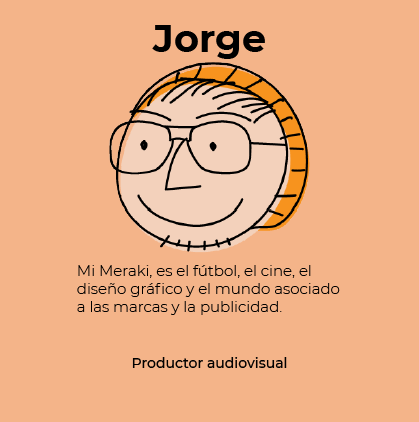 Jorge
Mi Meraki, es el fútbol, el cine, el
diseño gráfico y el mundo asociado
a las marcas y la publicidad.
Productor audiovisual